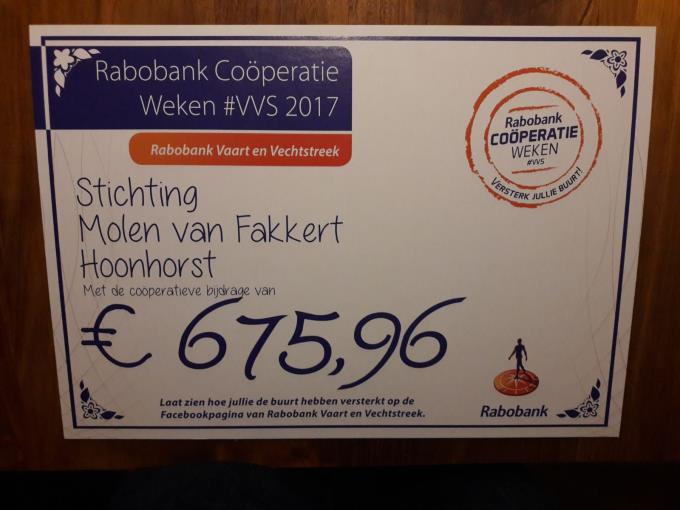 Rabobank Coöperatie
Weken #VVS 2017
Rabobank Vaart en Vechtstreek
Rabobank
COÖPERATIE
WEKEN
#VVS
VERSTERK JULLIE BUURT!
Stichting
Molen van Fakkert
Hoonhorst
Met de coöperatieve bijdrage van
€ 675,96
Laat zien hoe jullie de buurt hebben versterkt op de
Facebookpagina van Rabobank Vaart en Vechtstreek.
Rabobank